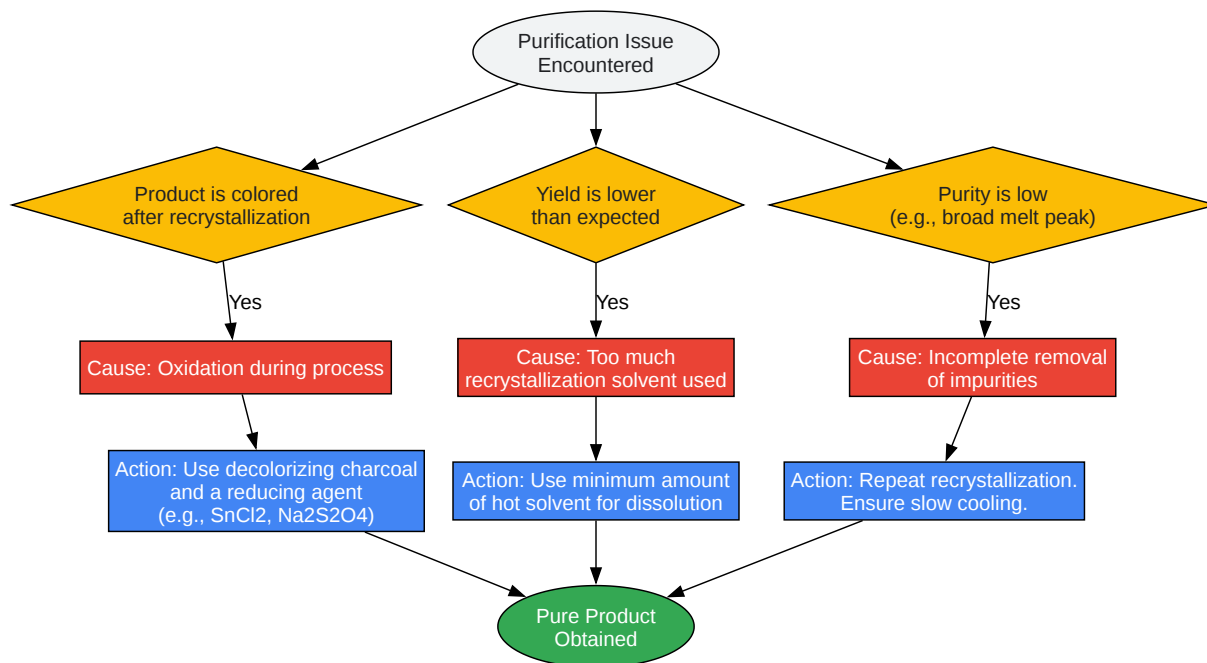 Purification Issue
Encountered
Product is colored
after recrystallization
Yield is lower
than expected
Purity is low
(e.g., broad melt peak)
Yes
Yes
Yes
Cause: Oxidation during process
Cause: Too much
recrystallization solvent used
Cause: Incomplete removal
of impurities
Action: Use decolorizing charcoal
and a reducing agent
(e.g., SnCl2, Na2S2O4)
Action: Use minimum amount
of hot solvent for dissolution
Action: Repeat recrystallization.
Ensure slow cooling.
Pure Product
Obtained